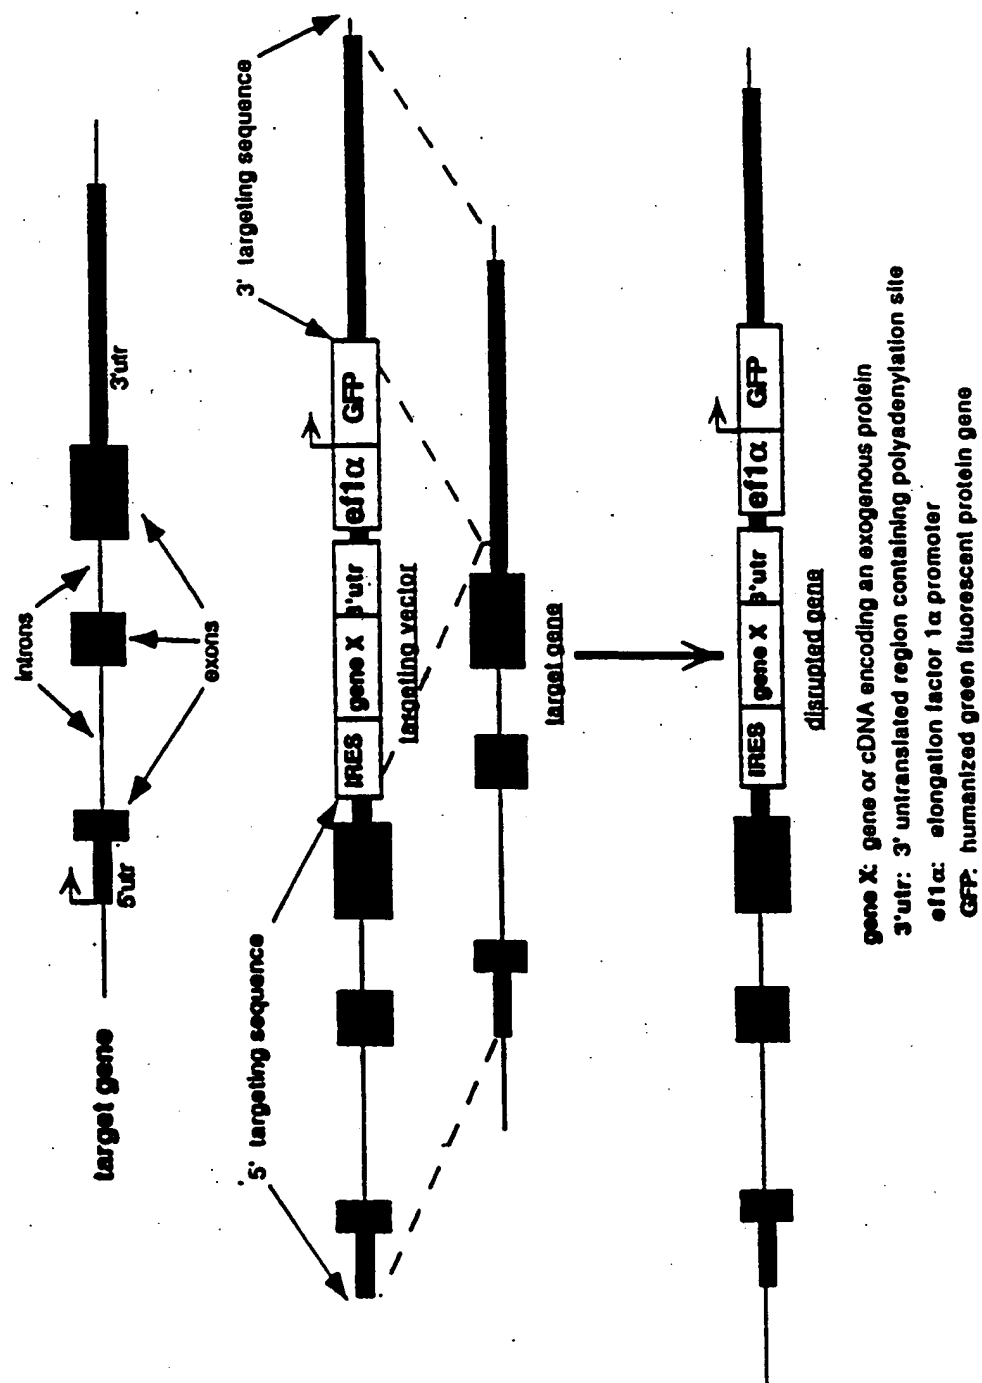 target gene
5'utr
introns
exons
3'utr
5' targeting sequence
3' targeting sequence
IRES
gene X
3'utr
ef1α
GFP
targeting vector
target gene
IRES
gene X
3'utr
ef1α
GFP
disrupted gene
gene X: gene or cDNA encoding an exogenous protein
3'utr: 3' untranslated region containing polyadenylation site
ef1α: elongation factor 1α promoter
GFP: humanized green fluorescent protein gene